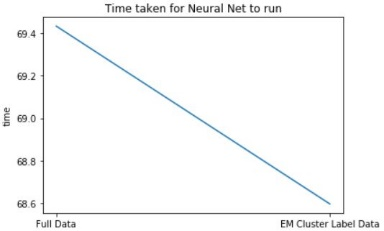 Time taken for Neural Net to run
time
69.4
69.2
69.0
68.8
68.6
Full Data
EM Cluster Label Data